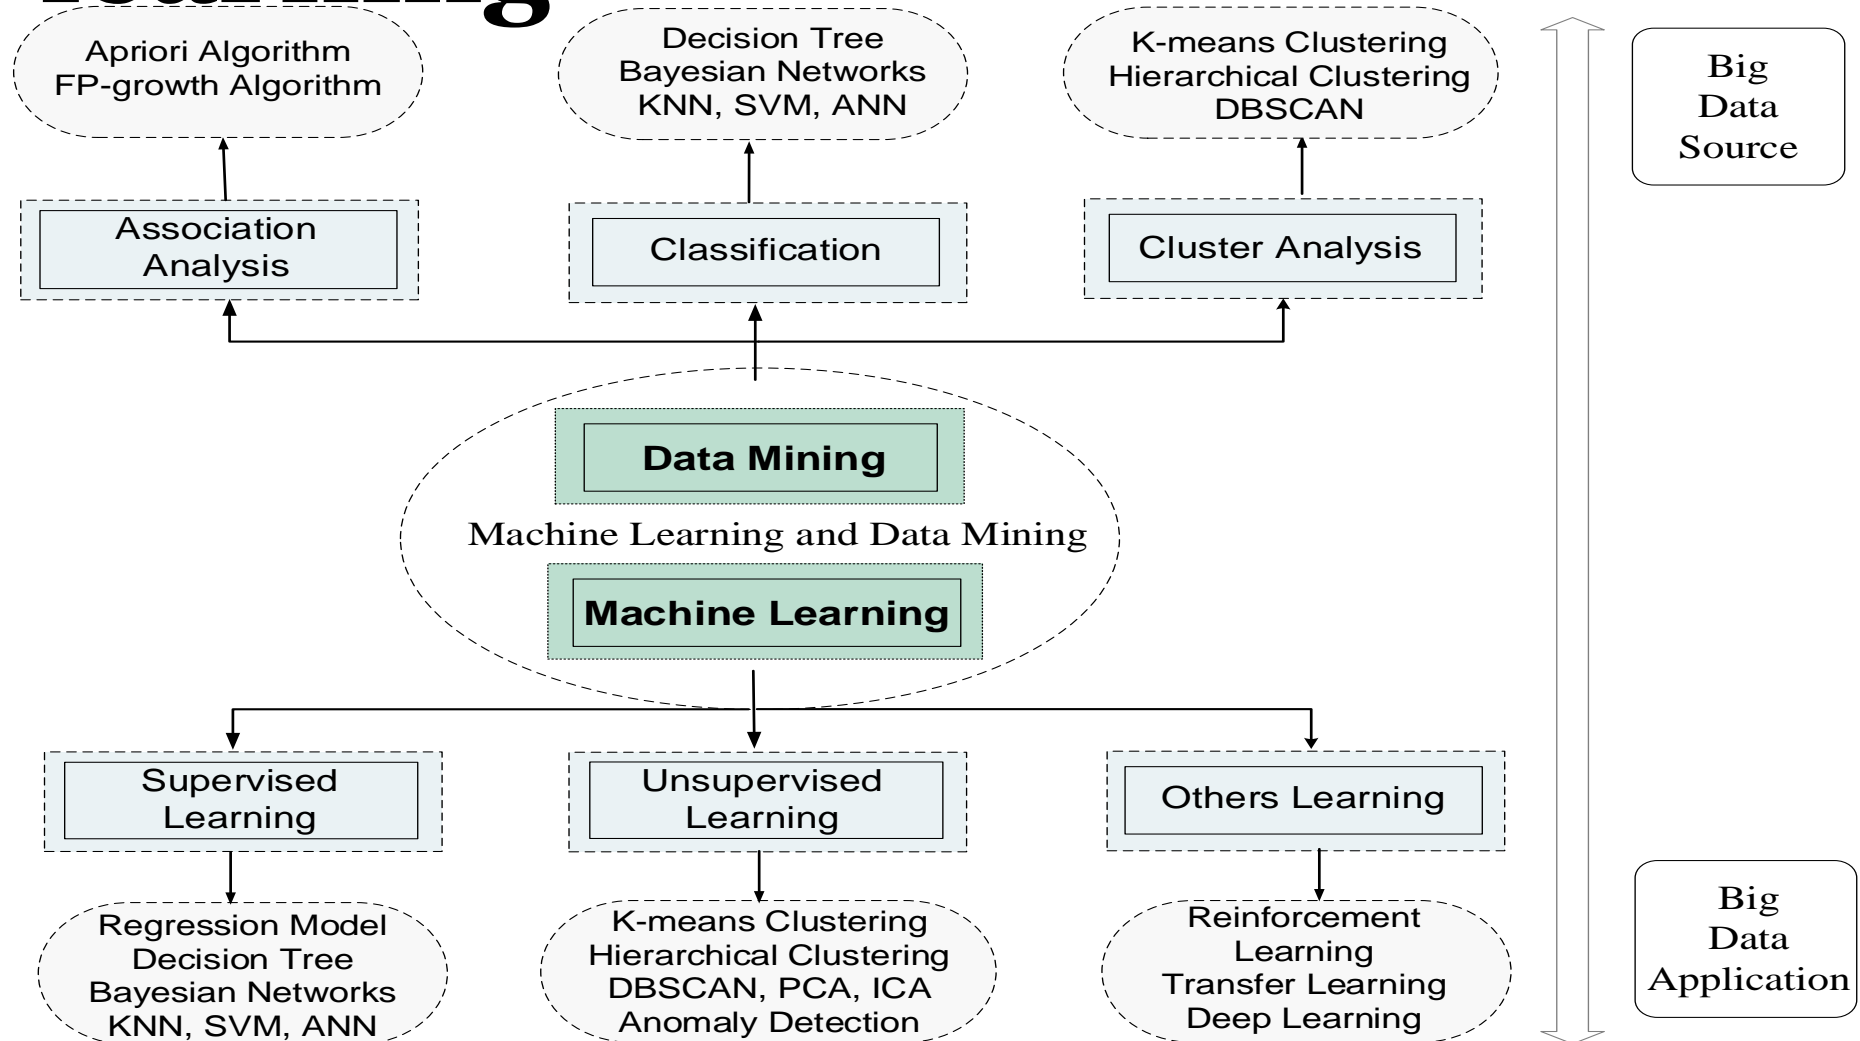 Apriori Algorithm
FP-growth Algorithm
Decision Tree
Bayesian Networks
KNN, SVM, ANN
K-means Clustering
Hierarchical Clustering
DBSCAN
Big
Data
Source
Association
Analysis
Classification
Cluster Analysis
Data Mining
Machine Learning and Data Mining
Machine Learning
Supervised
Learning
Unsupervised
Learning
Others Learning
Regression Model
Decision Tree
Bayesian Networks
KNN, SVM, ANN
K-means Clustering
Hierarchical Clustering
DBSCAN, PCA, ICA
Anomaly Detection
Reinforcement
Learning
Transfer Learning
Deep Learning
Big
Data
Application